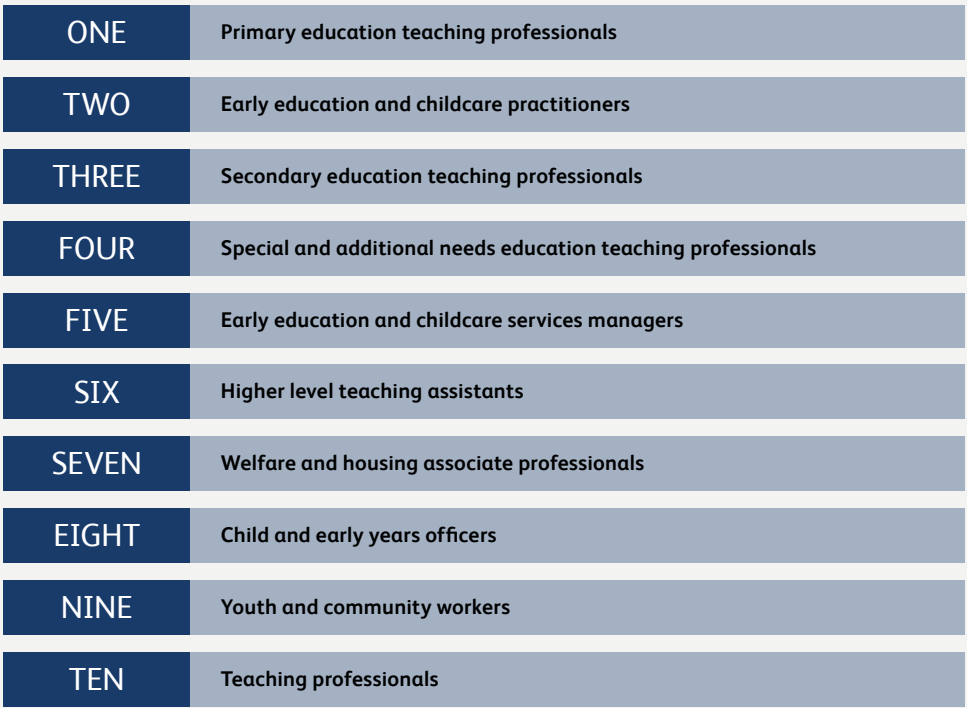 ONE Primary education teaching professionals
TWO Early education and childcare practitioners
THREE Secondary education teaching professionals
FOUR Special and additional needs education teaching professionals
FIVE Early education and childcare services managers
SIX Higher level teaching assistants
SEVEN Welfare and housing associate professionals
EIGHT Child and early years officers
NINE Youth and community workers
TEN Teaching professionals